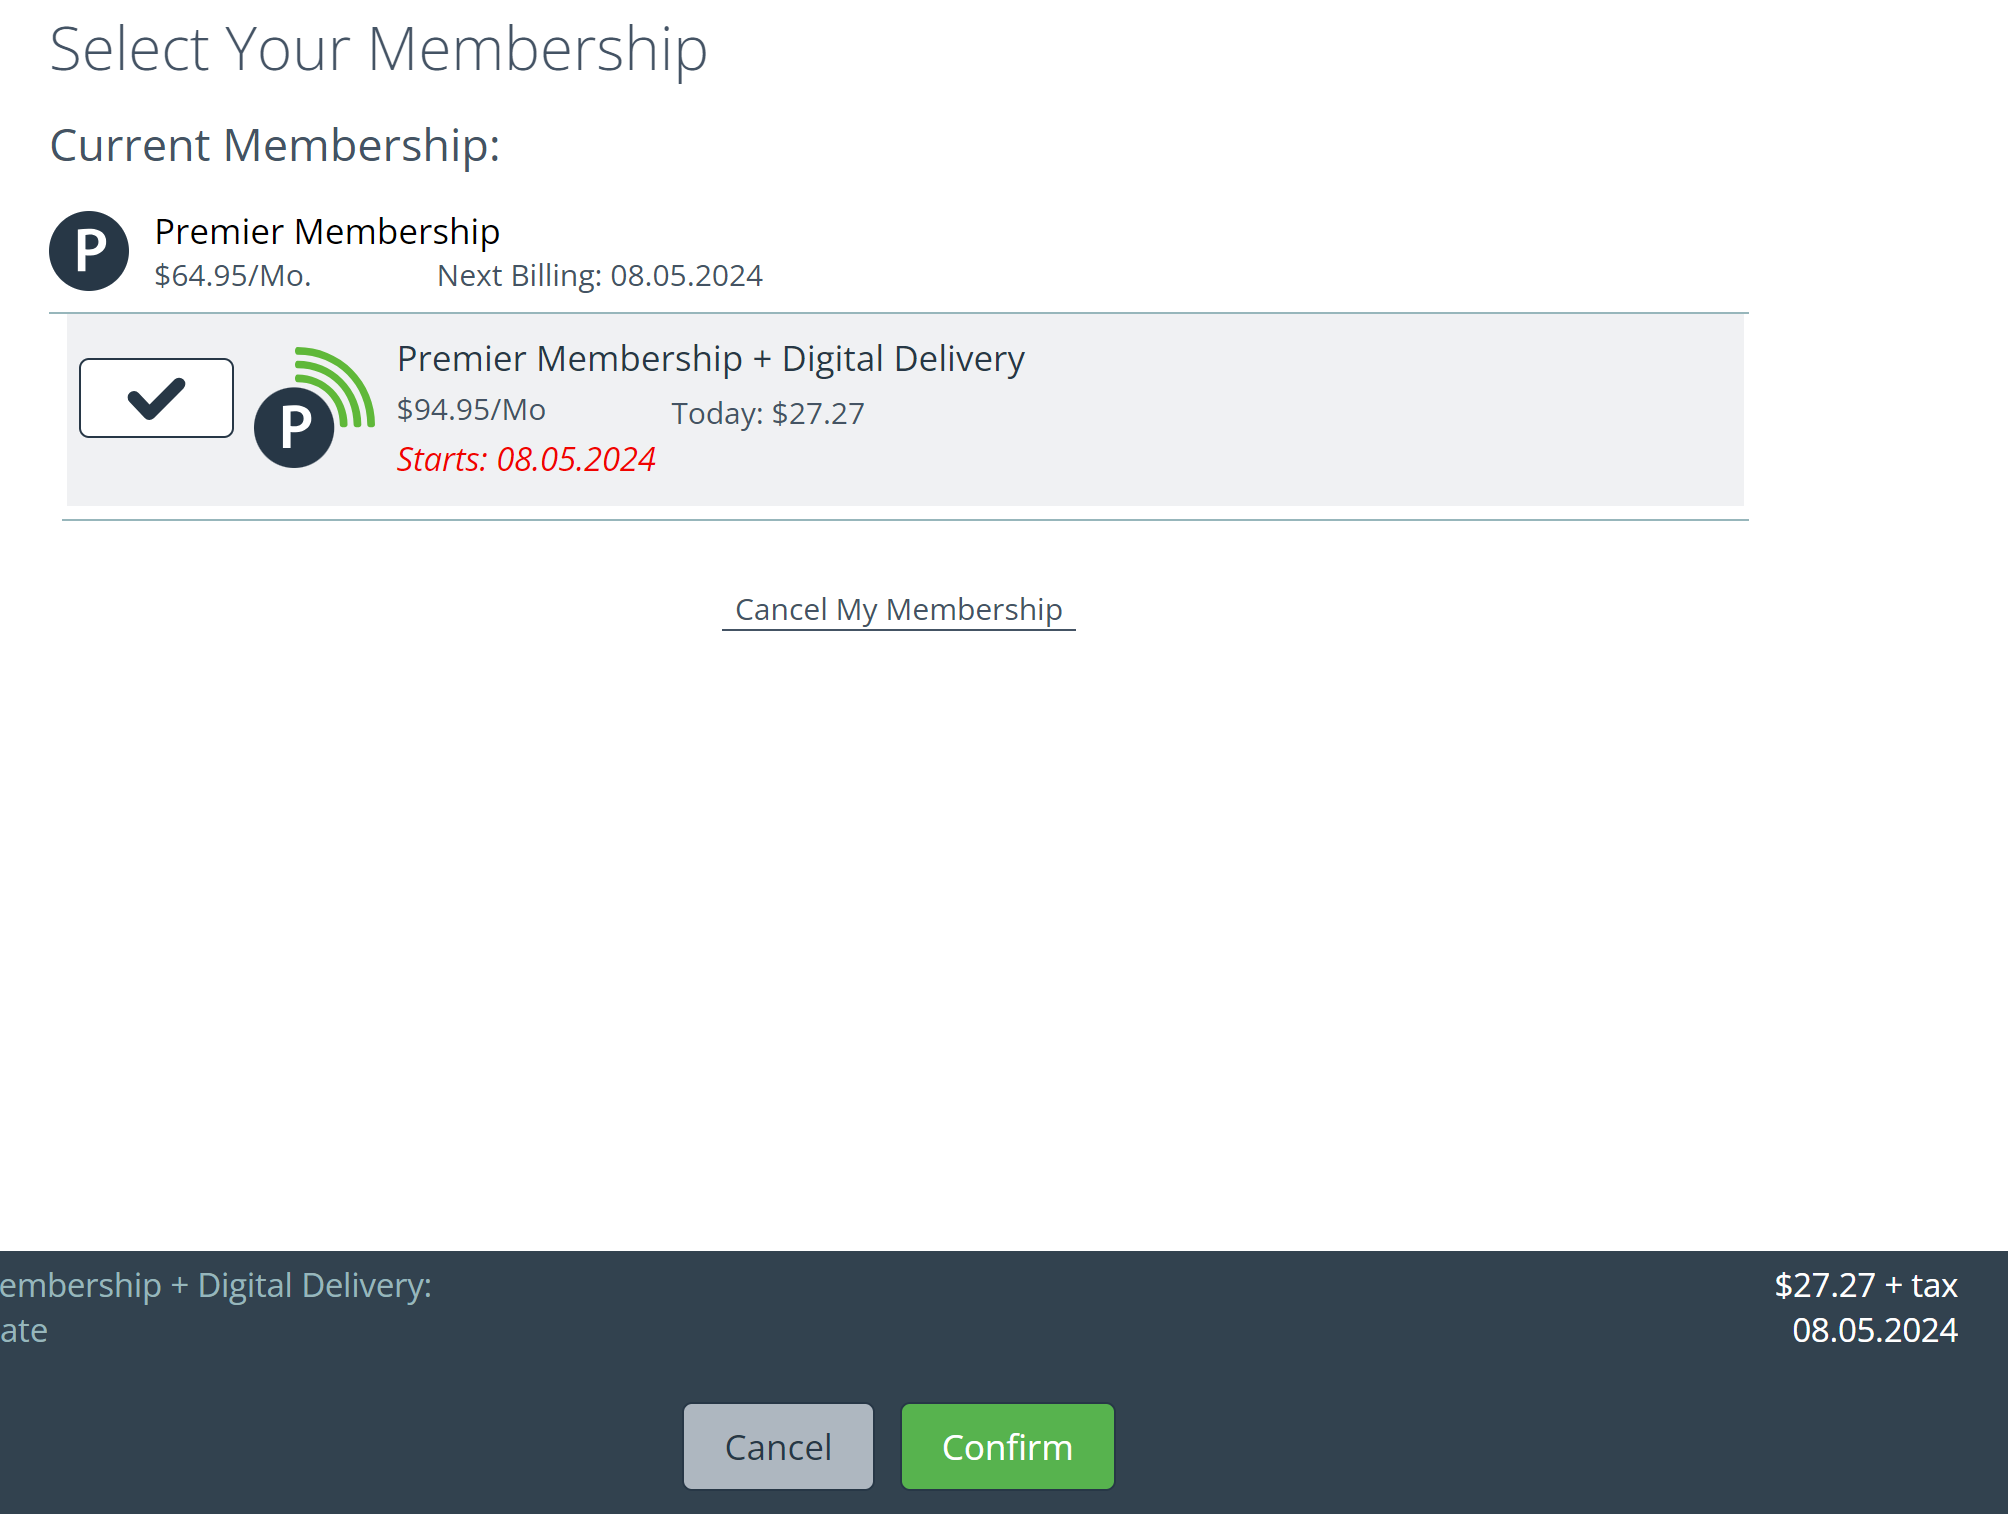 Select Your Membership
Current Membership:
P
Premier Membership
$64.95/Mo. Next Billing: 08.05.2024
P
Premier Membership + Digital Delivery
$94.95/Mo Today: $27.27
Starts: 08.05.2024
Cancel My Membership
embership + Digital Delivery: $27.27 + tax
ate 08.05.2024
Cancel Confirm